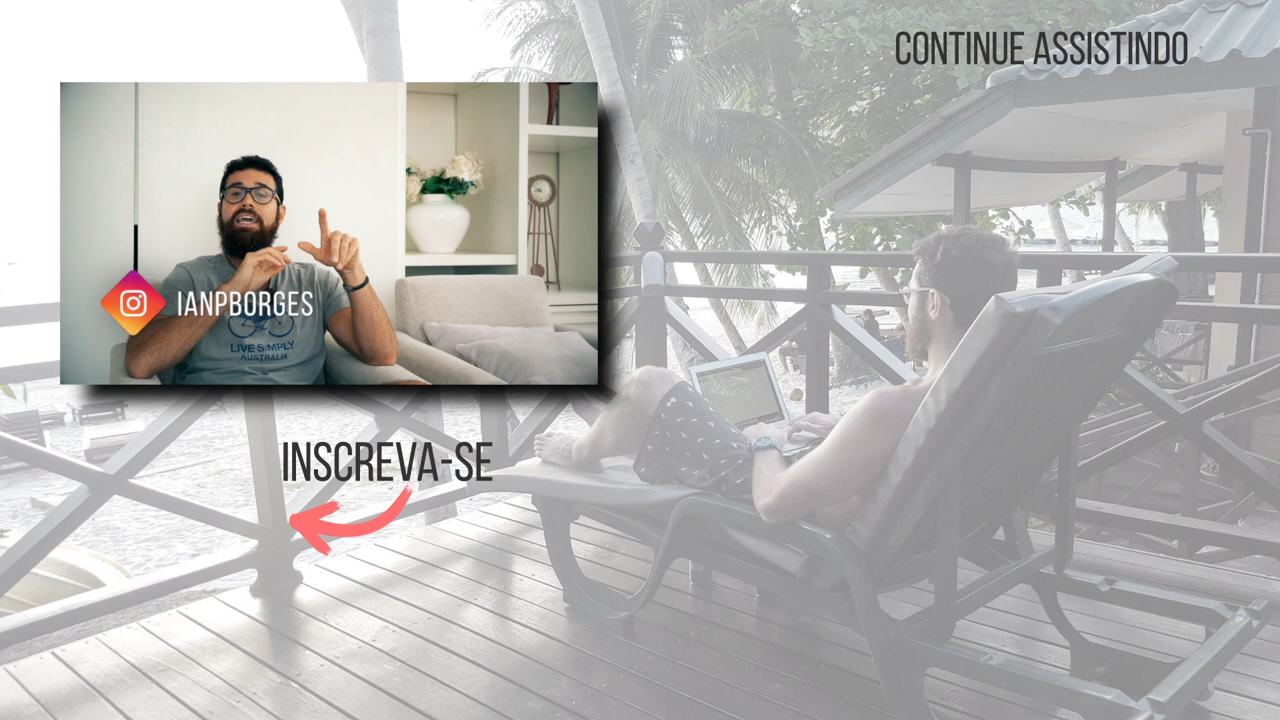 CONTINUE ASSISTINDO
IANPBORGES
LIVE SIMPLY
AUSTRALIA
INSCREVA-SE